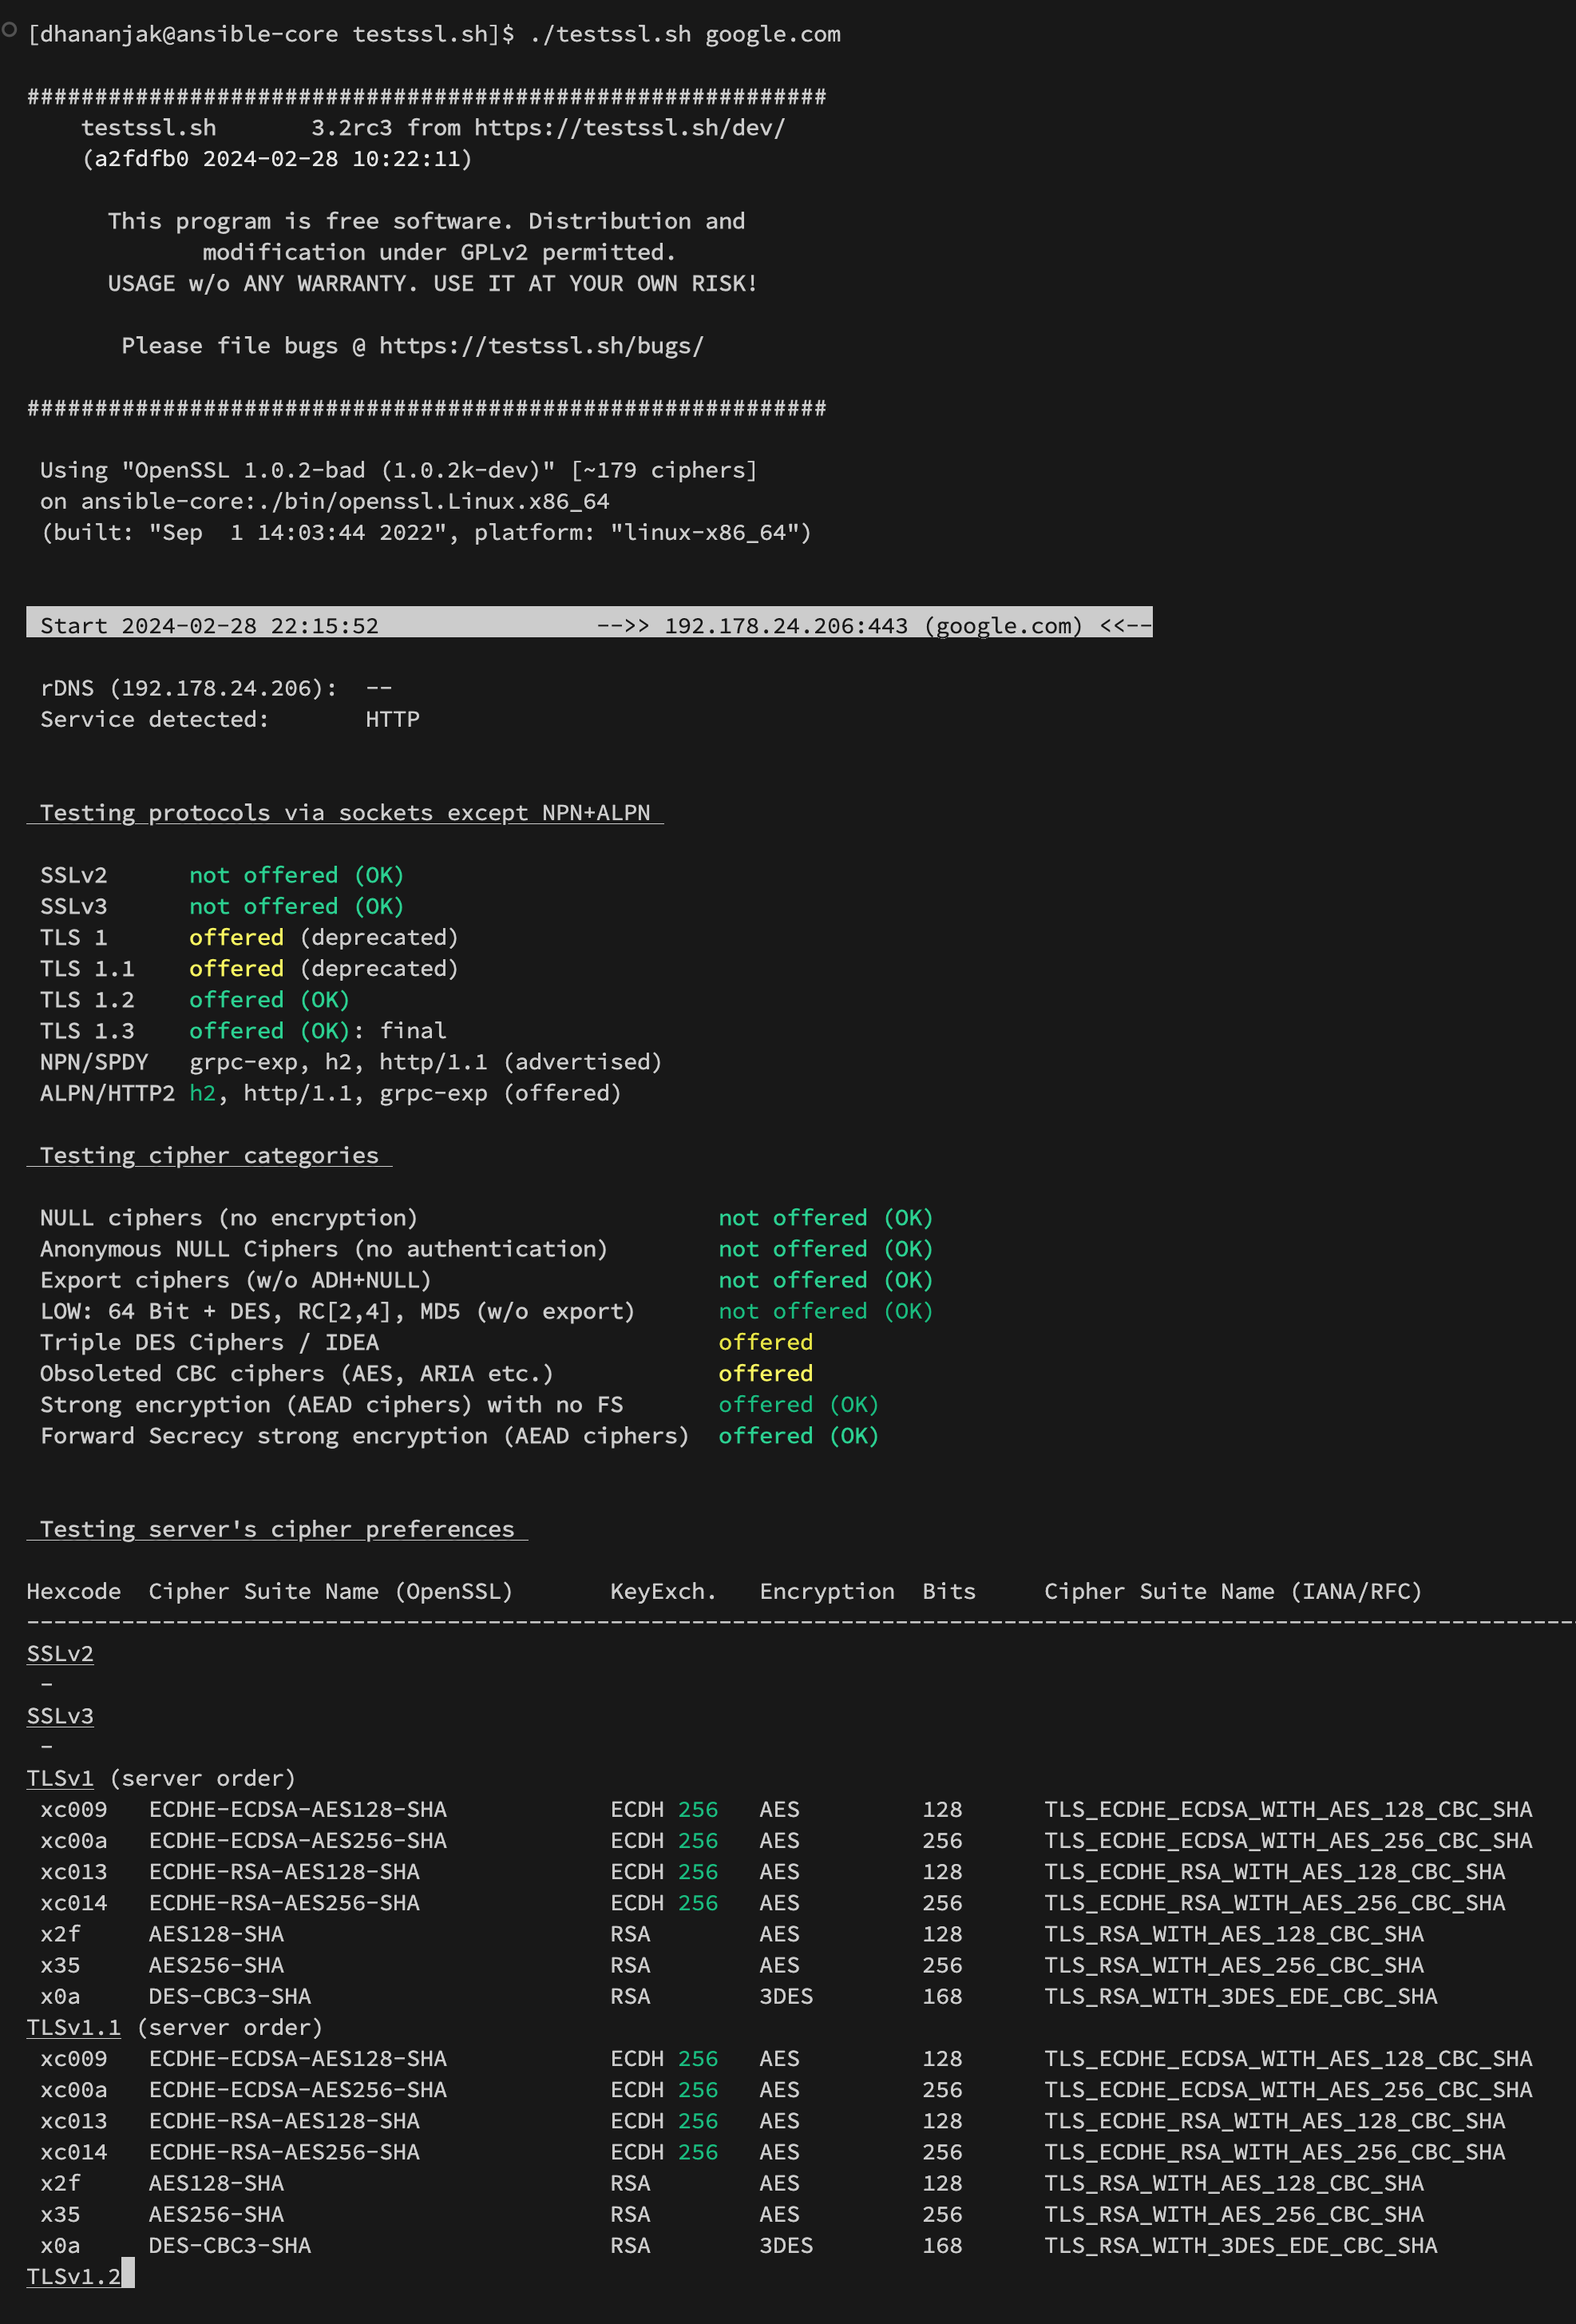 [dhananjak@ansible-core testssl.sh]$ ./testssl.sh google.com
###########################################################
testssl.sh       3.2rc3 from https://testssl.sh/dev/
(a2fdfb0 2024-02-28 10:22:11)
This program is free software. Distribution and
modification under GPLv2 permitted.
USAGE w/o ANY WARRANTY. USE IT AT YOUR OWN RISK!
Please file bugs @ https://testssl.sh/bugs/
###########################################################
Using "OpenSSL 1.0.2-bad (1.0.2k-dev)" [~179 ciphers]
on ansible-core:./bin/openssl.Linux.x86_64
(built: "Sep  1 14:03:44 2022", platform: "linux-x86_64")
Start 2024-02-28 22:15:52                -->> 192.178.24.206:443 (google.com) <<--
rDNS (192.178.24.206):  --
Service detected:       HTTP
Testing protocols via sockets except NPN+ALPN
SSLv2      not offered (OK)
SSLv3      not offered (OK)
TLS 1      offered (deprecated)
TLS 1.1    offered (deprecated)
TLS 1.2    offered (OK)
TLS 1.3    offered (OK): final
NPN/SPDY   grpc-exp, h2, http/1.1 (advertised)
ALPN/HTTP2 h2, http/1.1, grpc-exp (offered)
Testing cipher categories
NULL ciphers (no encryption)                      not offered (OK)
Anonymous NULL Ciphers (no authentication)        not offered (OK)
Export ciphers (w/o ADH+NULL)                     not offered (OK)
LOW: 64 Bit + DES, RC[2,4], MD5 (w/o export)      not offered (OK)
Triple DES Ciphers / IDEA                         offered
Obsoleted CBC ciphers (AES, ARIA etc.)            offered
Strong encryption (AEAD ciphers) with no FS       offered (OK)
Forward Secrecy strong encryption (AEAD ciphers)  offered (OK)
Testing server's cipher preferences
Hexcode  Cipher Suite Name (OpenSSL)       KeyExch.   Encryption  Bits     Cipher Suite Name (IANA/RFC)
------------------------------------------------------------------------------------------------------------------
SSLv2
-
SSLv3
-
TLSv1 (server order)
xc009   ECDHE-ECDSA-AES128-SHA            ECDH 256   AES         128      TLS_ECDHE_ECDSA_WITH_AES_128_CBC_SHA
xc00a   ECDHE-ECDSA-AES256-SHA            ECDH 256   AES         256      TLS_ECDHE_ECDSA_WITH_AES_256_CBC_SHA
xc013   ECDHE-RSA-AES128-SHA              ECDH 256   AES         128      TLS_ECDHE_RSA_WITH_AES_128_CBC_SHA
xc014   ECDHE-RSA-AES256-SHA              ECDH 256   AES         256      TLS_ECDHE_RSA_WITH_AES_256_CBC_SHA
x2f     AES128-SHA                        RSA        AES         128      TLS_RSA_WITH_AES_128_CBC_SHA
x35     AES256-SHA                        RSA        AES         256      TLS_RSA_WITH_AES_256_CBC_SHA
x0a     DES-CBC3-SHA                      RSA        3DES        168      TLS_RSA_WITH_3DES_EDE_CBC_SHA
TLSv1.1 (server order)
xc009   ECDHE-ECDSA-AES128-SHA            ECDH 256   AES         128      TLS_ECDHE_ECDSA_WITH_AES_128_CBC_SHA
xc00a   ECDHE-ECDSA-AES256-SHA            ECDH 256   AES         256      TLS_ECDHE_ECDSA_WITH_AES_256_CBC_SHA
xc013   ECDHE-RSA-AES128-SHA              ECDH 256   AES         128      TLS_ECDHE_RSA_WITH_AES_128_CBC_SHA
xc014   ECDHE-RSA-AES256-SHA              ECDH 256   AES         256      TLS_ECDHE_RSA_WITH_AES_256_CBC_SHA
x2f     AES128-SHA                        RSA        AES         128      TLS_RSA_WITH_AES_128_CBC_SHA
x35     AES256-SHA                        RSA        AES         256      TLS_RSA_WITH_AES_256_CBC_SHA
x0a     DES-CBC3-SHA                      RSA        3DES        168      TLS_RSA_WITH_3DES_EDE_CBC_SHA
TLSv1.2